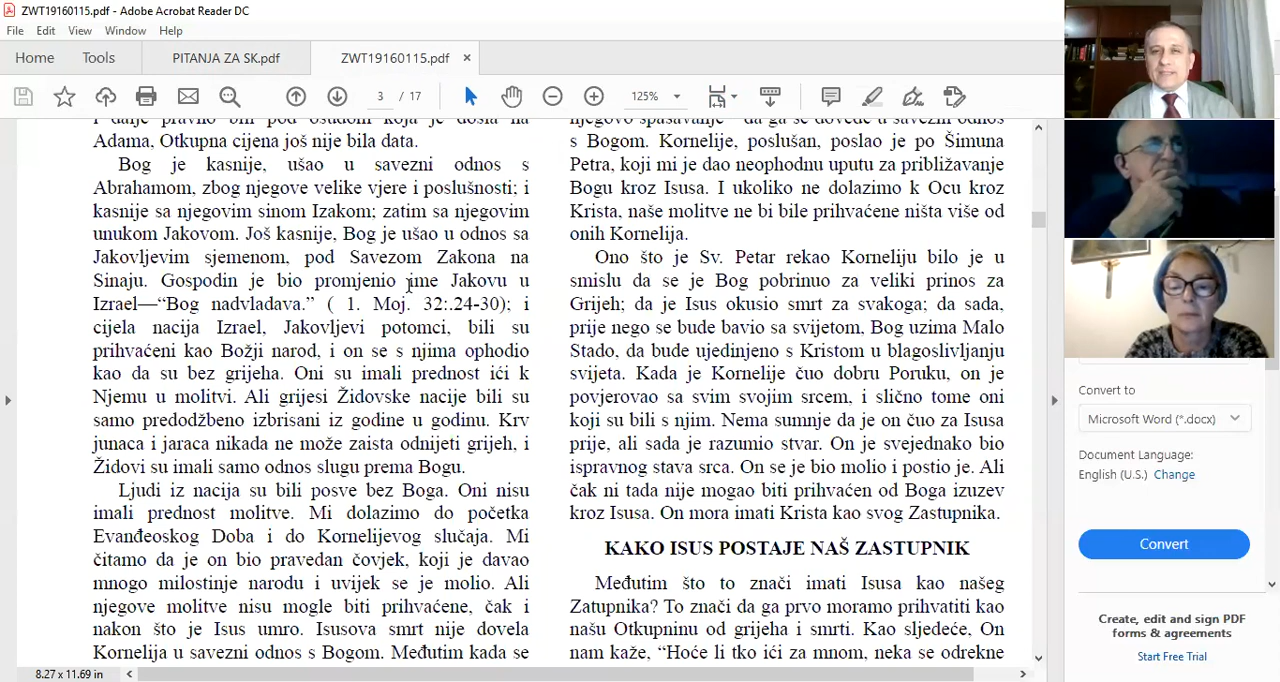 ZWT19160115.pdf - Adobe Acrobat Reader DC
File Edit View Window Help
Home Tools PITANJA ZA SK.pdf ZWT19160115.pdf ×
3 / 17 125%
I dalje pravno bili pod osudom koja je došla na
Adama, Otkupna cijena još nije bila data.
Bog je kasnije, ušao u savezni odnos s
Abrahamom, zbog njegove velike vjere i poslušnosti; i
kasnije sa njegovim sinom Izakom; zatim sa njegovim
unukom Jakovom. Još kasnije, Bog je ušao u odnos sa
Jakovljevim sjemenom, pod Savezom Zakona na
Sinaju. Gospodin je bio promjenio ime Jakovu u
Izrael—“Bog nadvladava.” ( 1. Moj. 32:.24-30); i
cijela nacija Izrael, Jakovljevi potomci, bili su
prihvaćeni kao Božji narod, i on se s njima ophodio
kao da su bez grijeha. Oni su imali prednost ići k
Njemu u molitvi. Ali grijesi Židovske nacije bili su
samo predodžbeno izbrisani iz godine u godinu. Krv
junaca i jaraca nikada ne može zaista odnijeti grijeh, i
Židovi su imali samo odnos slugu prema Bogu.
Ljudi iz nacija su bili posve bez Boga. Oni nisu
imali prednost molitve. Mi dolazimo do početka
Evanđeoskog Doba i do Kornelijevog slučaja. Mi
čitamo da je on bio pravedan čovjek, koji je davao
mnogo milostinje narodu i uvijek se je molio. Ali
njegove molitve nisu mogle biti prihvaćene, čak i
nakon što je Isus umro. Isusova smrt nije dovela
Kornelija u savezni odnos s Bogom. Međutim kada se
njegovo spašavanje da ga se dovede u savezni odnos
s Bogom. Kornelije, poslušan, poslao je po Šimuna
Petra, koji mi je dao neophodnu uputu za približavanje
Bogu kroz Isusa. I ukoliko ne dolazimo k Ocu kroz
Krista, naše molitve ne bi bile prihvaćene ništa više od
onih Kornelija.
Ono što je Sv. Petar rekao Korneliju bilo je u
smislu da se je Bog pobrinuo za veliki prinos za
Grijeh; da je Isus okusio smrt za svakoga; da sada,
prije nego se bude bavio sa svijetom, Bog uzima Malo
Stado, da bude ujedinjeno s Kristom u blagoslivljanju
svijeta. Kada je Kornelije čuo dobru Poruku, on je
povjerovao sa svim svojim srcem, i slično tome oni
koji su bili s njim. Nema sumnje da je on čuo za Isusa
prije, ali sada je razumio stvar. On je svejednako bio
ispravnog stava srca. On se je bio molio i postio je. Ali
čak ni tada nije mogao biti prihvaćen od Boga izuzev
kroz Isusa. On mora imati Krista kao svog Zastupnika.
KAKO ISUS POSTAJE NAŠ ZASTUPNIK
Međutim što to znači imati Isusa kao našeg
Zatupnika? To znači da ga prvo moramo prihvatiti kao
našu Otkupninu od grijeha i smrti. Kao sljedeće, On
nam kaže, “Hoće li tko ići za mnom, neka se odrekne
Convert to
Microsoft Word (*.docx)
Document Language:
English (U.S.) Change
Convert
Create, edit and sign PDF
forms & agreements
Start Free Trial
8.27 x 11.69 in